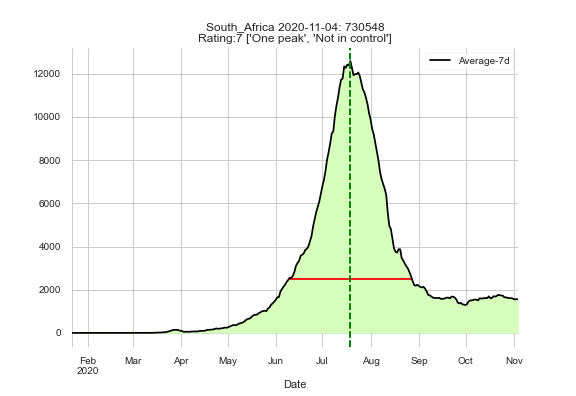 South_Africa 2020-11-04: 730548
Rating:7 ['One peak', 'Not in control']
Average-7d
12000
10000
8000
6000
4000
2000
0
Feb Mar Apr May Jun Jul Aug Sep Oct Nov
2020
Date